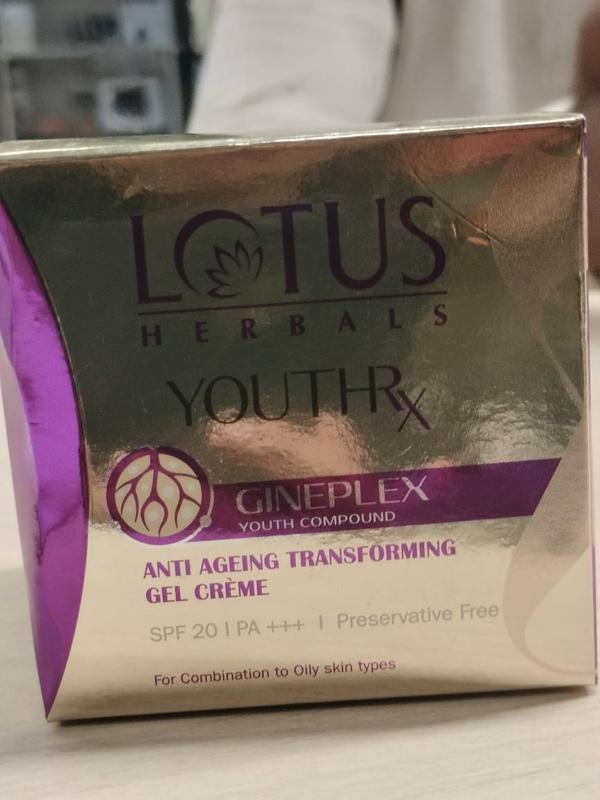 LOTUS
HERBALS
YOUTHRx
GINEPLEX
YOUTH COMPOUND
ANTI AGEING TRANSFORMING
GEL CRÈME
SPF 20 | PA +++ | Preservative Free
For Combination to Oily skin types